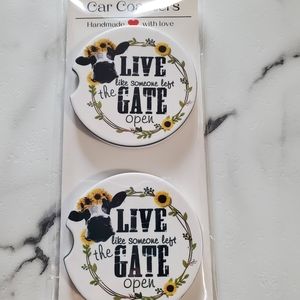 Car Coasters
Handmade with love
LIVE
like someone left
the GATE
open
LIVE
like someone left
the GATE
open